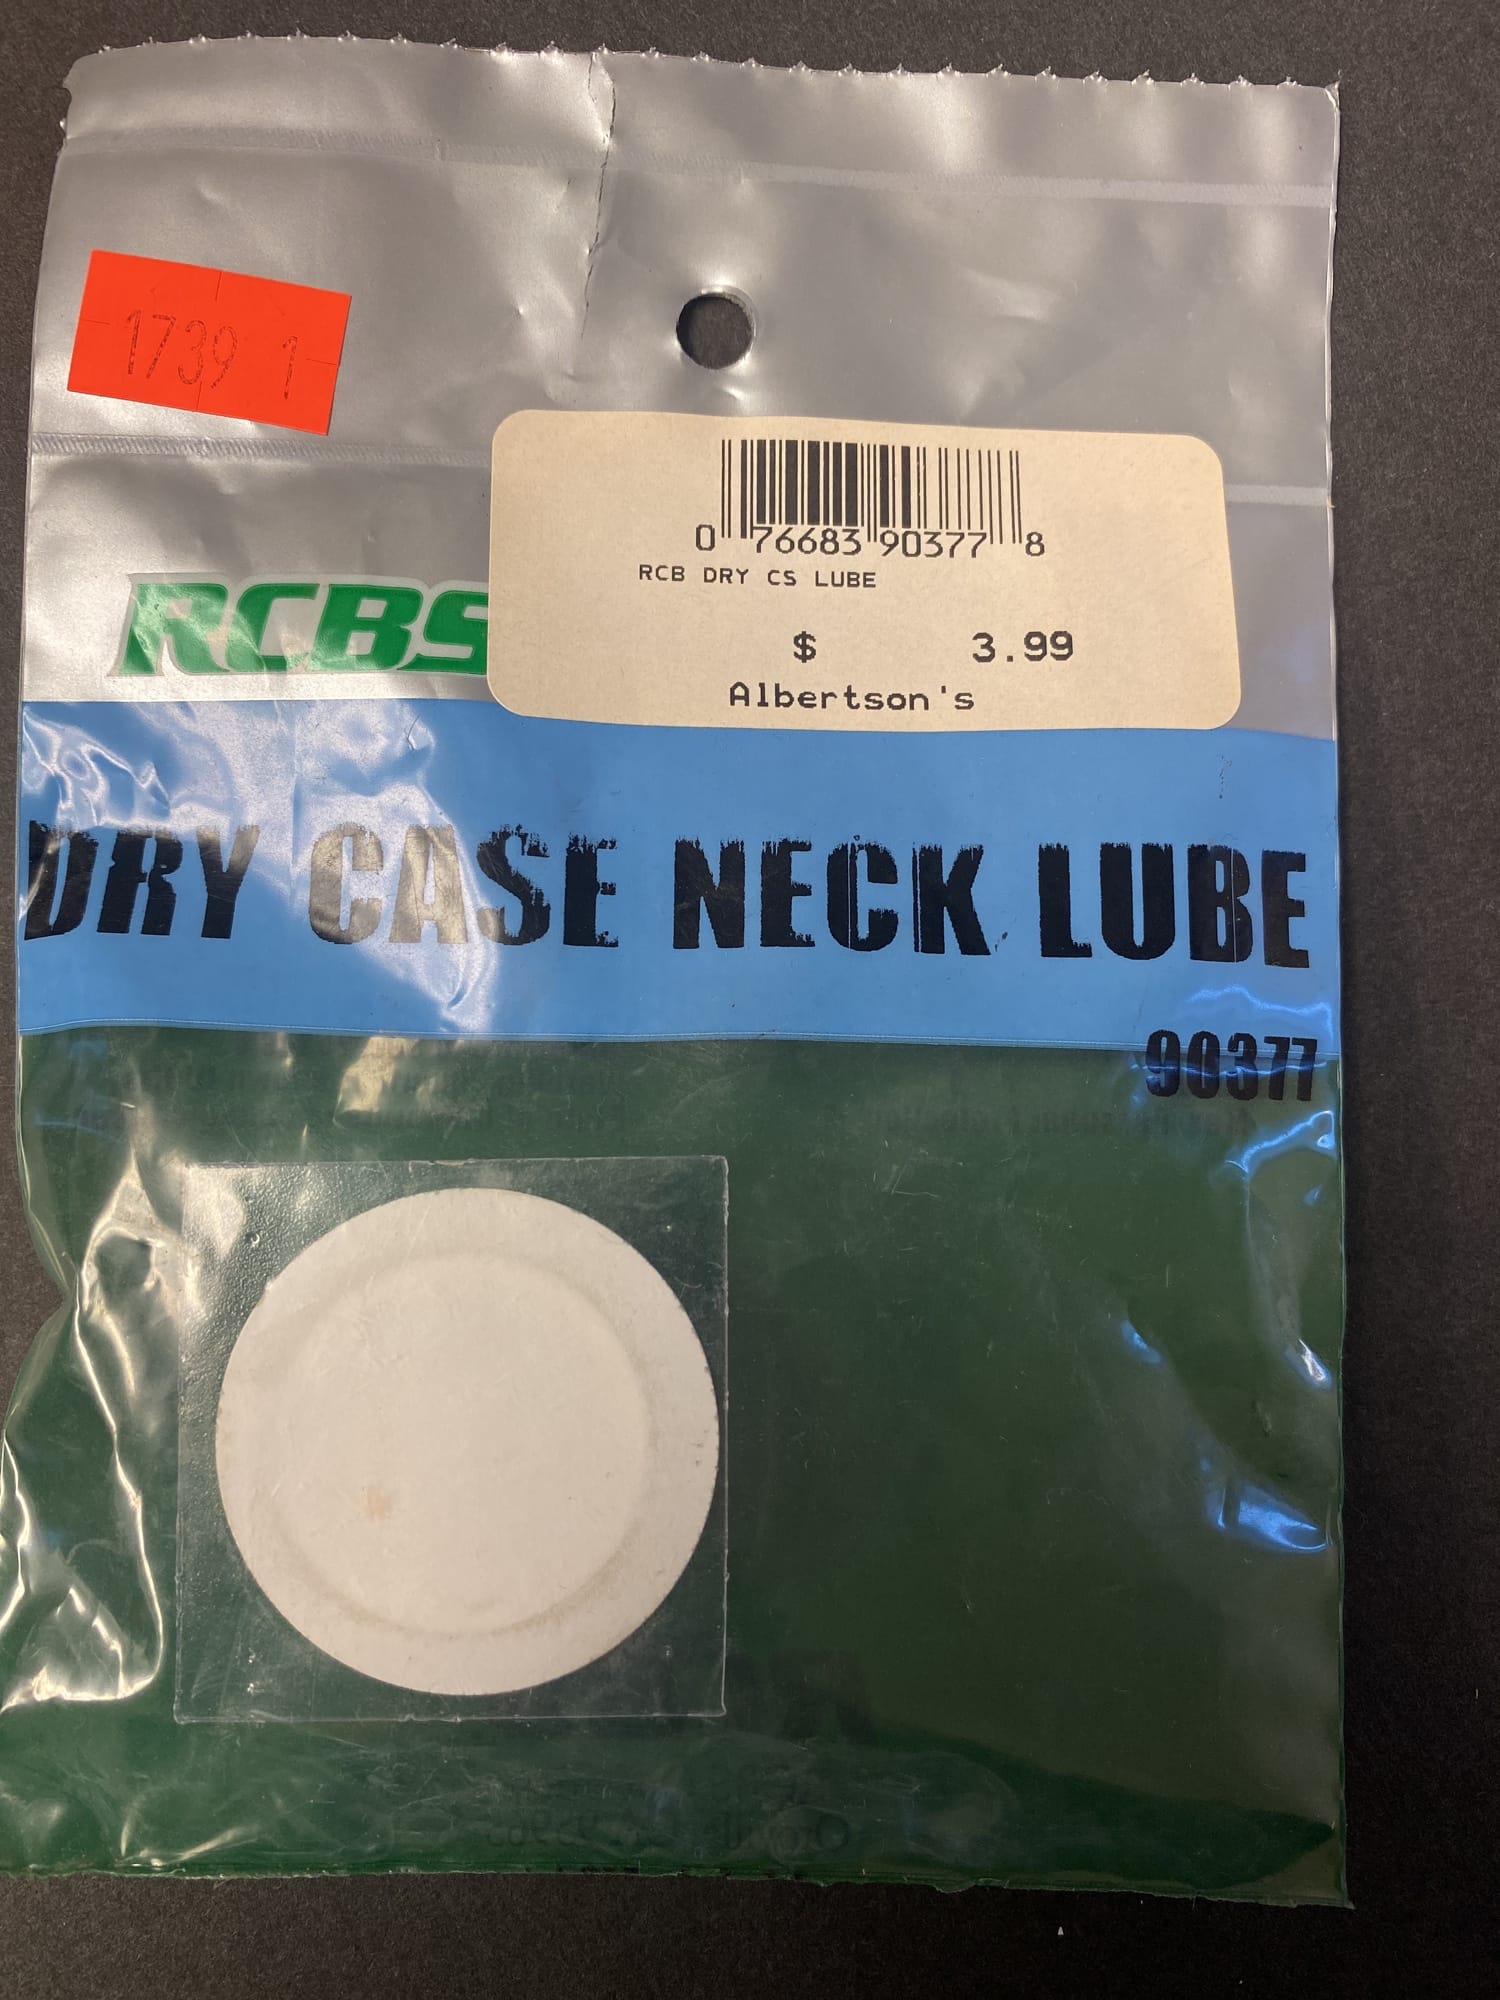 1739 1
0 76683 90377 8
RCB DRY CS LUBE
$ 3.99
Albertson's
RCBS
DRY CASE NECK LUBE
90377